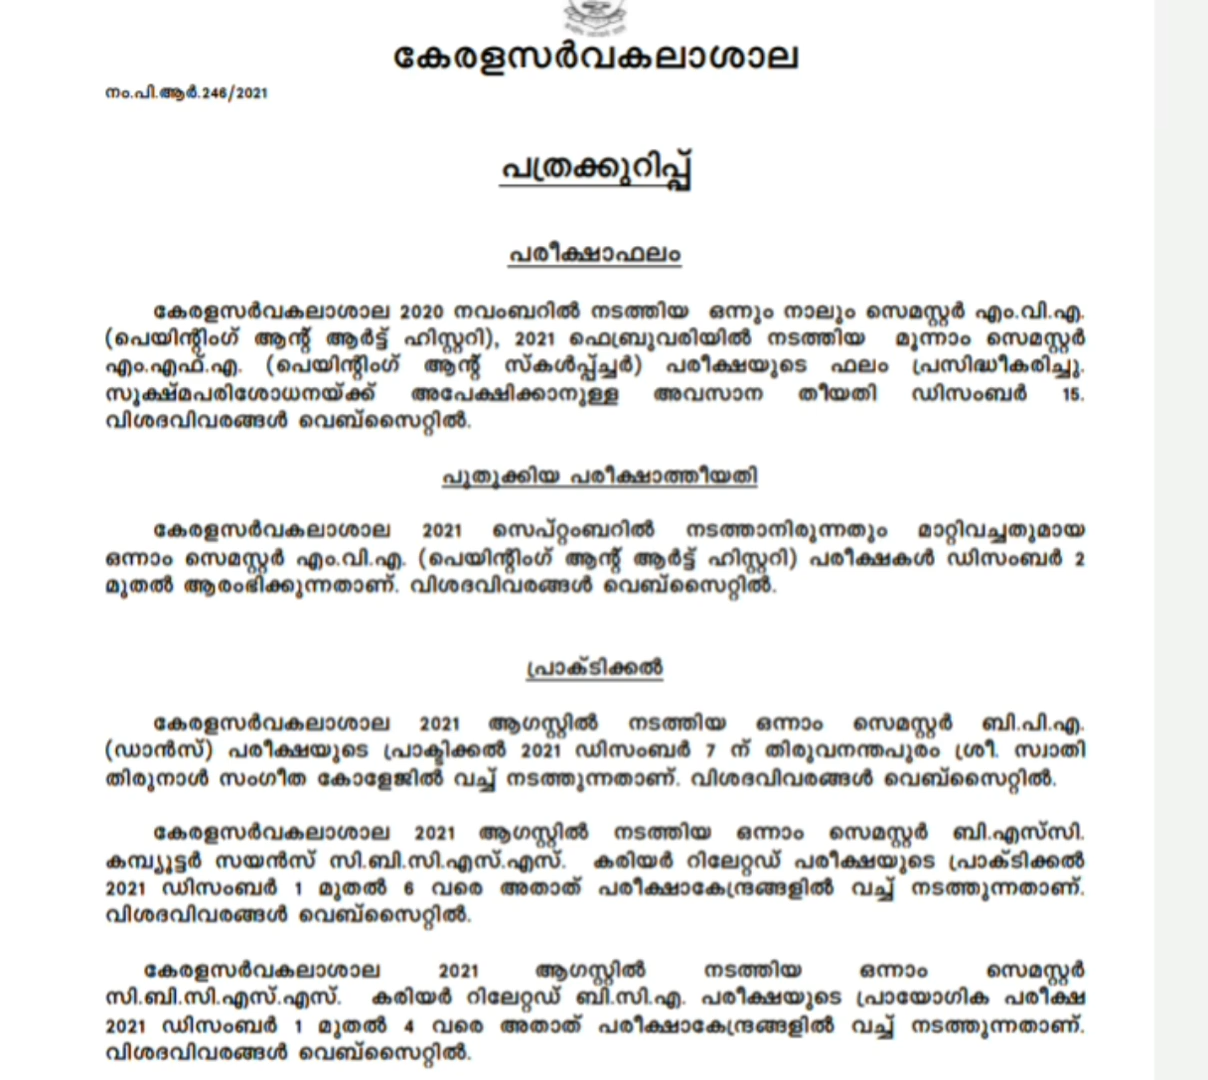 കേരളസർവകലാശാല
നം.പി.ആർ.246/2021
പത്രക്കുറിപ്പ്
പരീക്ഷാഫലം
കേരളസർവകലാശാല 2020 നവംബറിൽ നടത്തിയ ഒന്നും നാലും സെമസ്റ്റർ എം.വി.എ.
(പെയിന്റിംഗ് ആന്റ് ആർട്ട് ഹിസ്റ്ററി), 2021 ഫെബ്രുവരിയിൽ നടത്തിയ മൂന്നാം സെമസ്റ്റർ
എം.എഫ്.എ. (പെയിന്റിംഗ് ആന്റ് സ്കൾപ്പ്ച്ചർ) പരീക്ഷയുടെ ഫലം പ്രസിദ്ധീകരിച്ചു.
സൂക്ഷ്മപരിശോധനയ്ക്ക് അപേക്ഷിക്കാനുള്ള അവസാന തീയതി ഡിസംബർ 15.
വിശദവിവരങ്ങൾ വെബ്സൈറ്റിൽ.
പുതുക്കിയ പരീക്ഷാത്തീയതി
കേരളസർവകലാശാല 2021 സെപ്റ്റംബറിൽ നടത്താനിരുന്നതും മാറ്റിവച്ചതുമായ
ഒന്നാം സെമസ്റ്റർ എം.വി.എ. (പെയിന്റിംഗ് ആന്റ് ആർട്ട് ഹിസ്റ്ററി) പരീക്ഷകൾ ഡിസംബർ 2
മുതൽ ആരംഭിക്കുന്നതാണ്. വിശദവിവരങ്ങൾ വെബ്സൈറ്റിൽ.
പ്രാക്ടിക്കൽ
കേരളസർവകലാശാല 2021 ആഗസ്റ്റിൽ നടത്തിയ ഒന്നാം സെമസ്റ്റർ ബി.പി.എ.
(ഡാൻസ്) പരീക്ഷയുടെ പ്രാക്ടിക്കൽ 2021 ഡിസംബർ 7 ന് തിരുവനന്തപുരം ശ്രീ. സ്വാതി
തിരുനാൾ സംഗീത കോളേജിൽ വച്ച് നടത്തുന്നതാണ്. വിശദവിവരങ്ങൾ വെബ്സൈറ്റിൽ.
കേരളസർവകലാശാല 2021 ആഗസ്റ്റിൽ നടത്തിയ ഒന്നാം സെമസ്റ്റർ ബി.എസ്‌സി.
കമ്പ്യൂട്ടർ സയൻസ് സി.ബി.സി.എസ്.എസ്. കരിയർ റിലേറ്റഡ് പരീക്ഷയുടെ പ്രാക്ടിക്കൽ
2021 ഡിസംബർ 1 മുതൽ 6 വരെ അതാത് പരീക്ഷാകേന്ദ്രങ്ങളിൽ വച്ച് നടത്തുന്നതാണ്.
വിശദവിവരങ്ങൾ വെബ്സൈറ്റിൽ.
കേരളസർവകലാശാല 2021 ആഗസ്റ്റിൽ നടത്തിയ ഒന്നാം സെമസ്റ്റർ
സി.ബി.സി.എസ്.എസ്. കരിയർ റിലേറ്റഡ് ബി.സി.എ. പരീക്ഷയുടെ പ്രായോഗിക പരീക്ഷ
2021 ഡിസംബർ 1 മുതൽ 4 വരെ അതാത് പരീക്ഷാകേന്ദ്രങ്ങളിൽ വച്ച് നടത്തുന്നതാണ്.
വിശദവിവരങ്ങൾ വെബ്സൈറ്റിൽ.